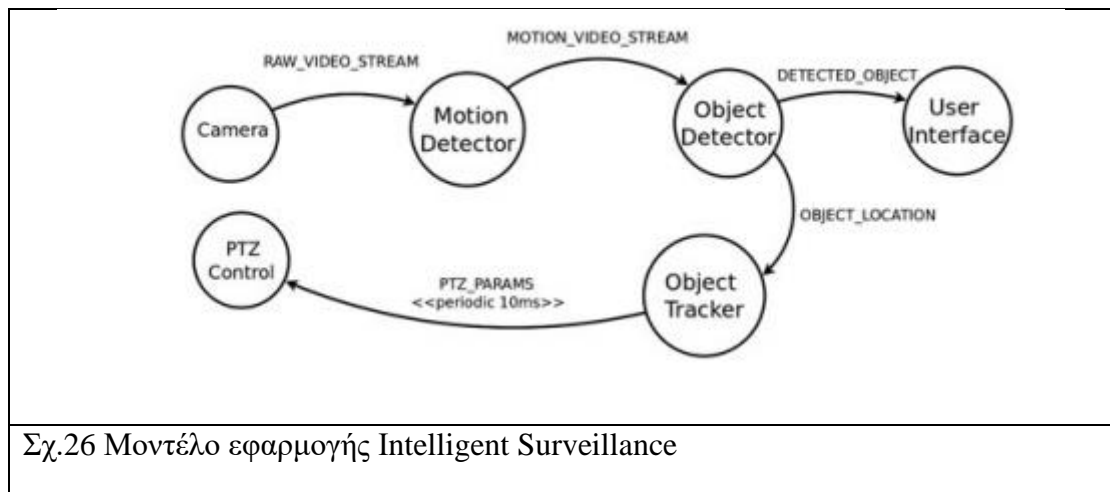 MOTION_VIDEO_STREAM
RAW_VIDEO_STREAM
DETECTED_OBJECT
Camera
Motion
Detector
Object
Detector
User
Interface
OBJECT_LOCATION
PTZ
Control
PTZ_PARAMS
<<periodic 10ms>>
Object
Tracker
Σχ.26 Μοντέλο εφαρμογής Intelligent Surveillance